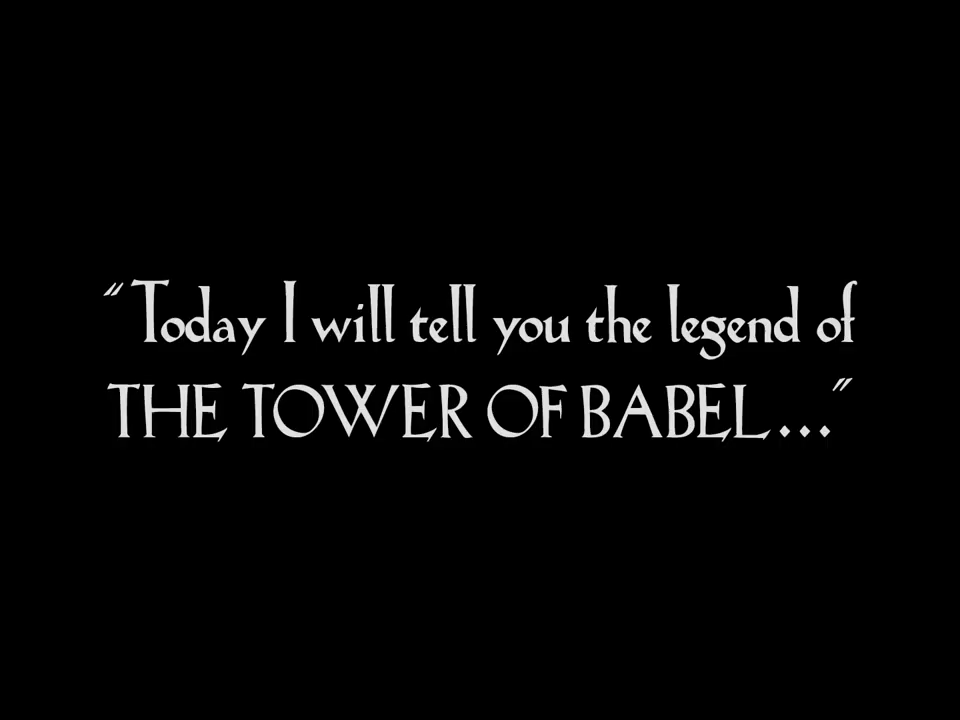 “Today I will tell you the legend of
THE TOWER OF BABEL...”